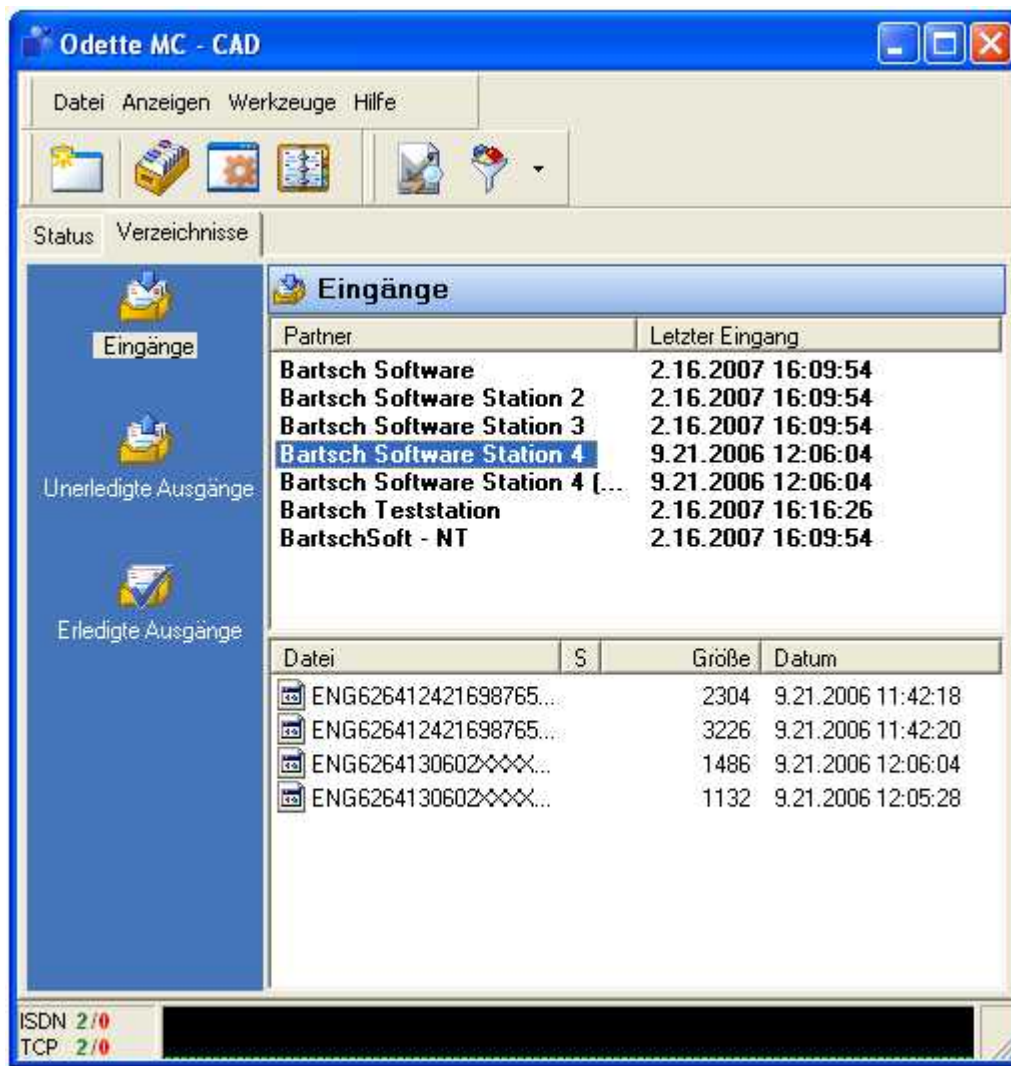 Odette MC - CAD
Datei Anzeigen Werkzeuge Hilfe
Status Verzeichnisse
Eingänge
Unerledigte Ausgänge
Erledigte Ausgänge
Eingänge
Partner Letzter Eingang
Bartsch Software 2.16.2007 16:09:54
Bartsch Software Station 2 2.16.2007 16:09:54
Bartsch Software Station 3 2.16.2007 16:09:54
Bartsch Software Station 4 9.21.2006 12:06:04
Bartsch Software Station 4 (... 9.21.2006 12:06:04
Bartsch Teststation 2.16.2007 16:16:26
BartschSoft - NT 2.16.2007 16:09:54
Datei S Größe Datum
ENG626412421698765... 2304 9.21.2006 11:42:18
ENG626412421698765... 3226 9.21.2006 11:42:20
ENG6264130602XXXX... 1486 9.21.2006 12:06:04
ENG6264130602XXXX... 1132 9.21.2006 12:05:28
ISDN 2/0
TCP 2/0